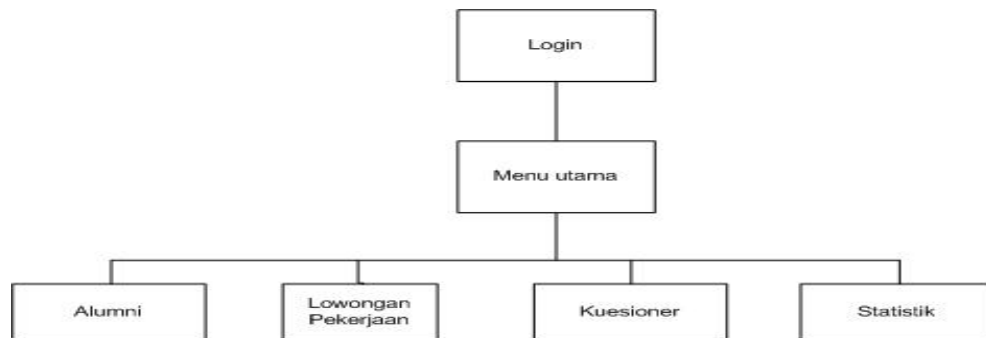 Login
Menu utama
Alumni
Lowongan
Pekerjaan
Kuesioner
Statistik